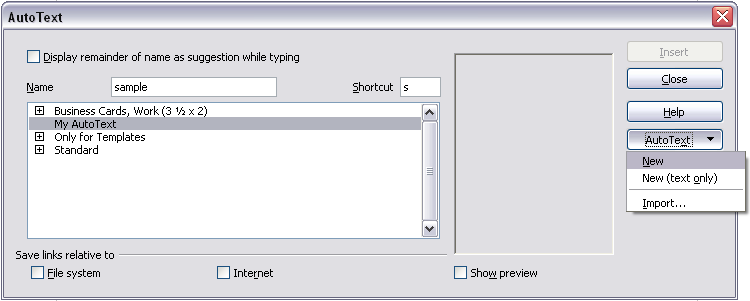 AutoText
Display remainder of name as suggestion while typing
Name sample Shortcut s
Business Cards, Work (3 ½ x 2)
My AutoText
Only for Templates
Standard
Insert
Close
Help
AutoText
New
New (text only)
Import...
Save links relative to
File system Internet Show preview